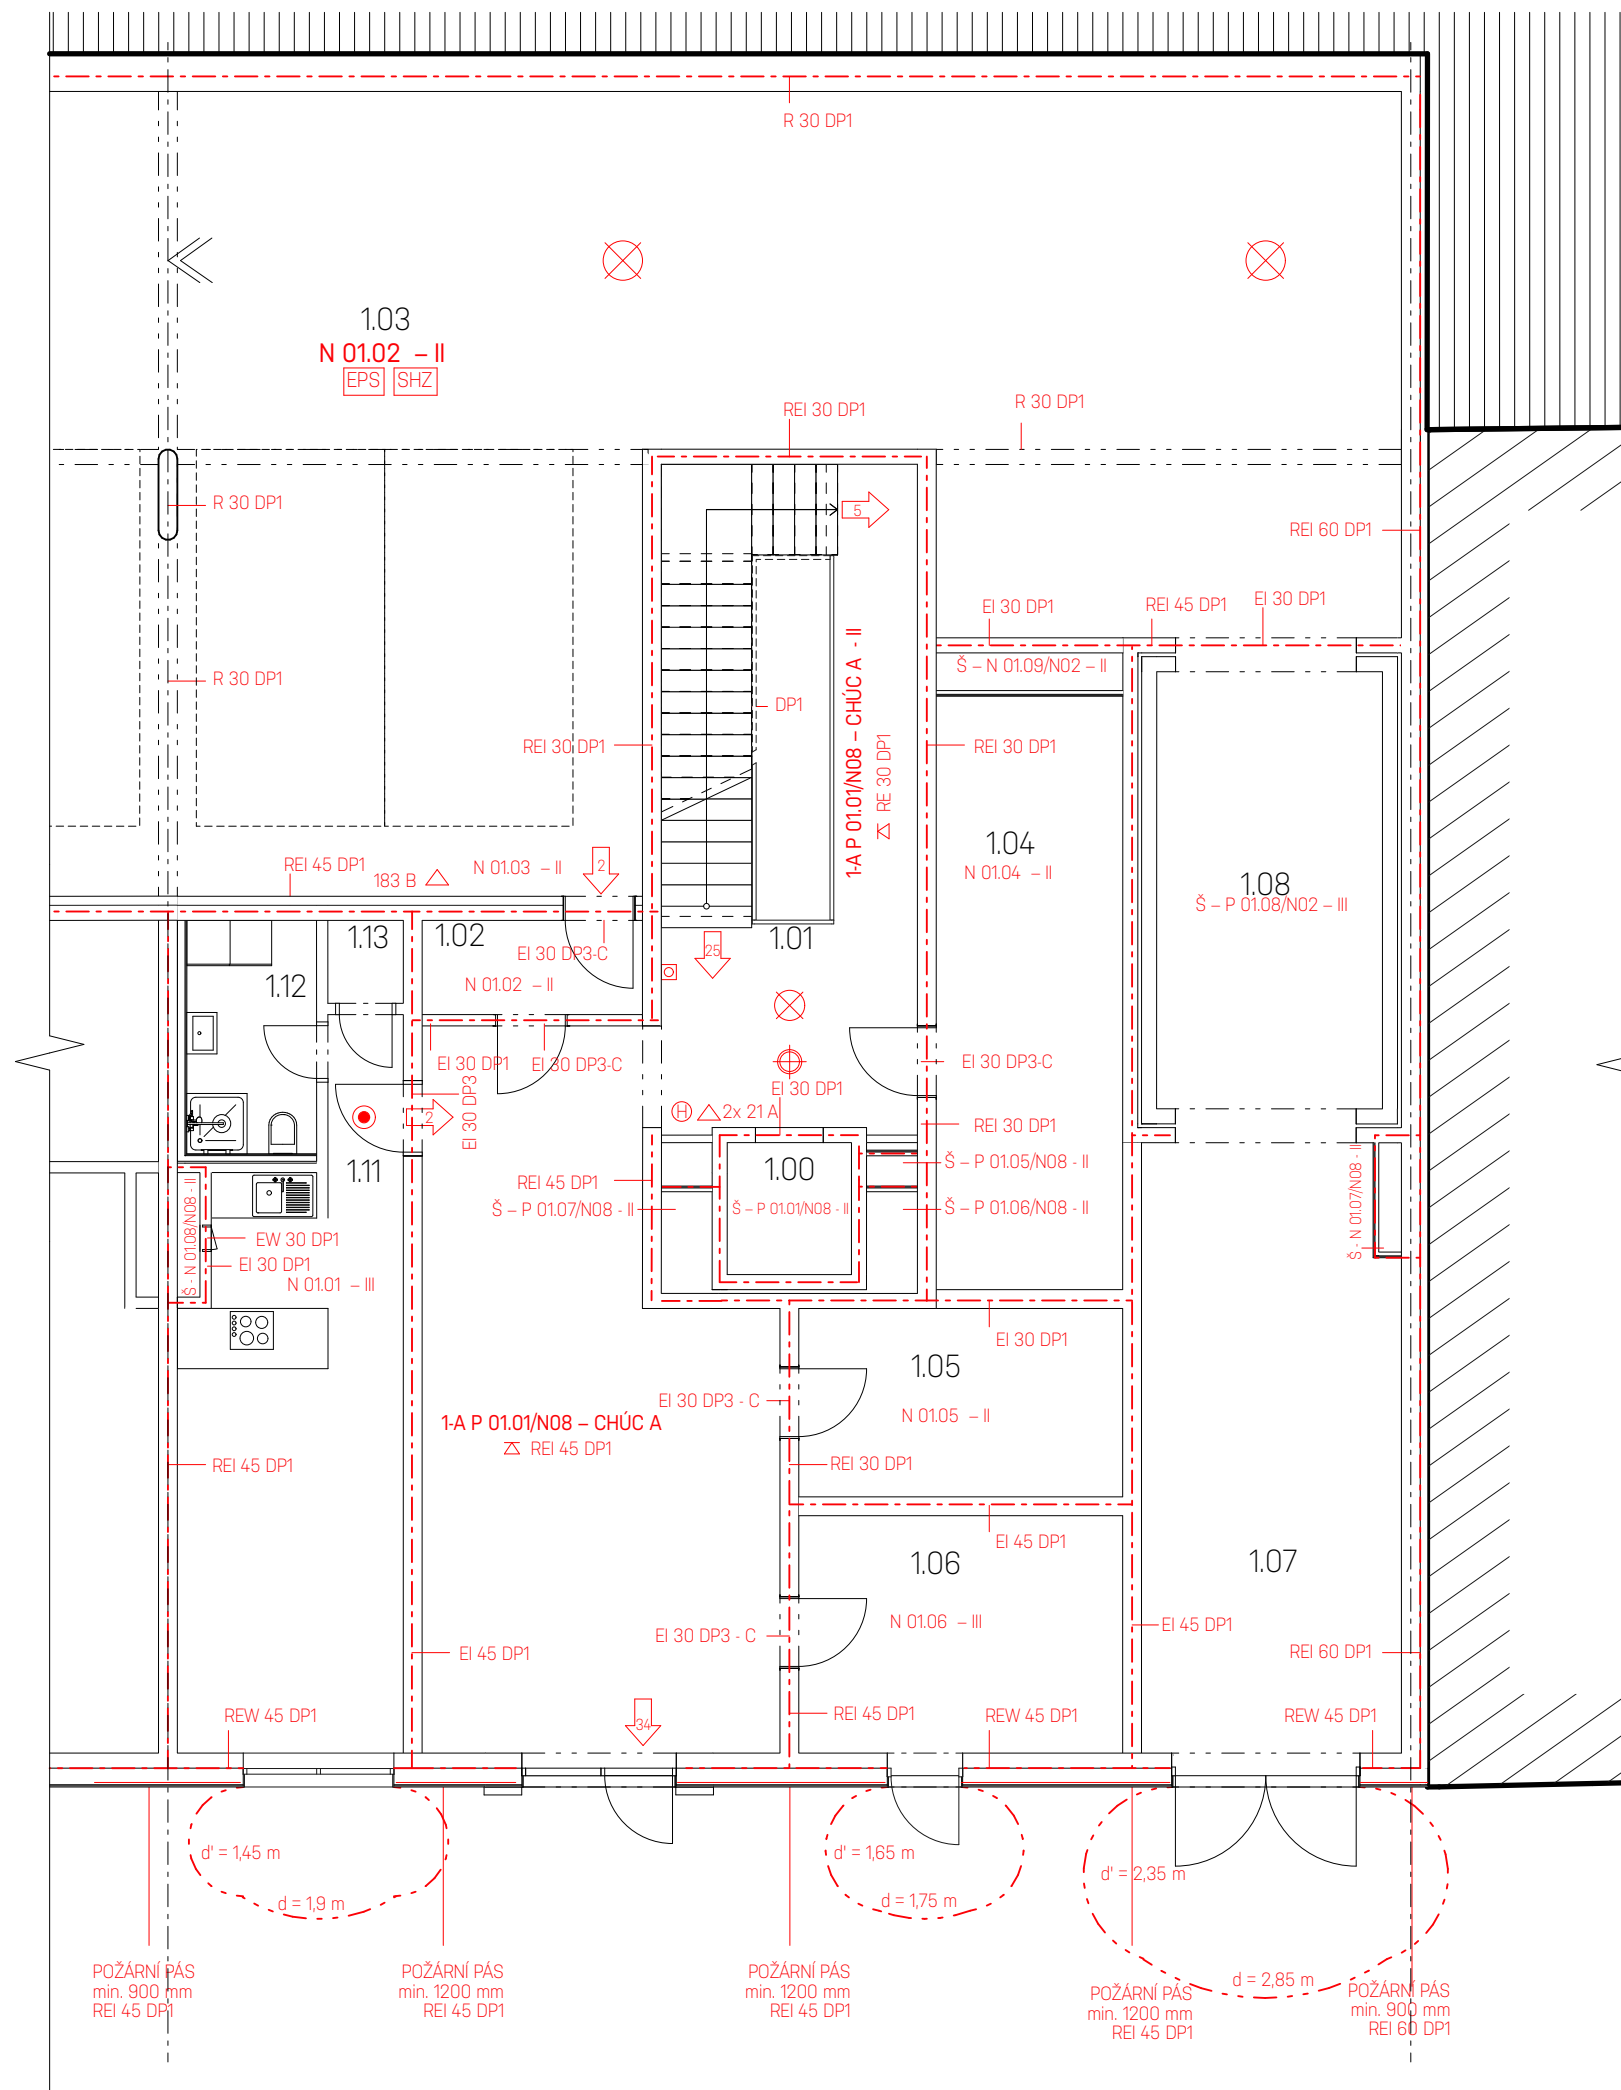 R 30 DP1
1.03
N 01.02 – II
EPS SHZ
REI 30 DP1
R 30 DP1
R 30 DP1
5
REI 60 DP1
EI 30 DP1
REI 45 DP1
EI 30 DP1
Š – N 01.09/N02 – II
R 30 DP1
DP1
1-A P 01.01/N08 – CHÚC A - II
RE 30 DP1
REI 30 DP1
REI 30 DP1
1.04
N 01.04 – II
1.08
Š – P 01.08/N02 – III
REI 45 DP1
183 B
N 01.03 – II
2
1.13
1.02
EI 30 DP3-C
N 01.02 – II
25
1.01
1.12
EI 30 DP1
EI 30 DP3-C
EI 30 DP3-C
EI 30 DP3
2
EI 30 DP1
H
2x 21 A
REI 30 DP1
1.11
1.00
Š – P 01.05/N08 - II
REI 45 DP1
Š – P 01.07/N08 - II
Š – P 01.01/N08 - II
Š – P 01.06/N08 - II
Š - N 01.08/N08 - II
Š - N 01.07/N08 - II
EW 30 DP1
EI 30 DP1
N 01.01 – III
EI 30 DP1
1.05
EI 30 DP3 - C
N 01.05 – II
1-A P 01.01/N08 – CHÚC A
REI 45 DP1
REI 45 DP1
REI 30 DP1
EI 45 DP1
1.06
1.07
N 01.06 – III
EI 30 DP3 - C
EI 45 DP1
EI 45 DP1
REI 60 DP1
REW 45 DP1
34
REI 45 DP1
REW 45 DP1
REW 45 DP1
d' = 1,45 m
d = 1,9 m
d' = 1,65 m
d = 1,75 m
d' = 2,35 m
d = 2,85 m
POŽÁRNÍ PÁS
min. 900 mm
REI 45 DP1
POŽÁRNÍ PÁS
min. 1200 mm
REI 45 DP1
POŽÁRNÍ PÁS
min. 1200 mm
REI 45 DP1
POŽÁRNÍ PÁS
min. 1200 mm
REI 45 DP1
POŽÁRNÍ PÁS
min. 900 mm
REI 60 DP1